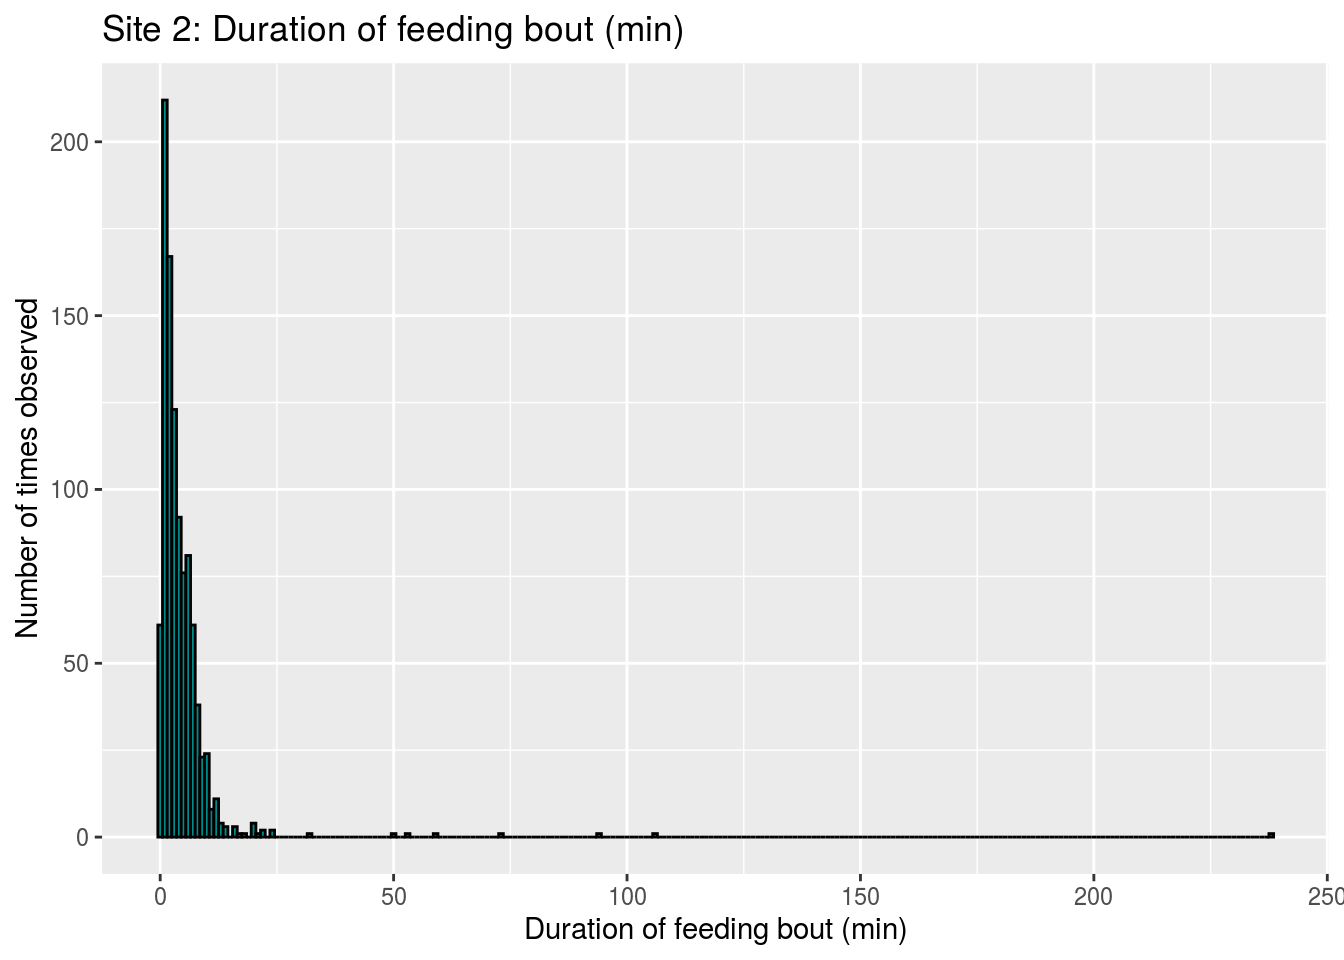 Site 2: Duration of feeding bout (min)
Number of times observed
200
150
100
50
0
0 50 100 150 200 250
Duration of feeding bout (min)